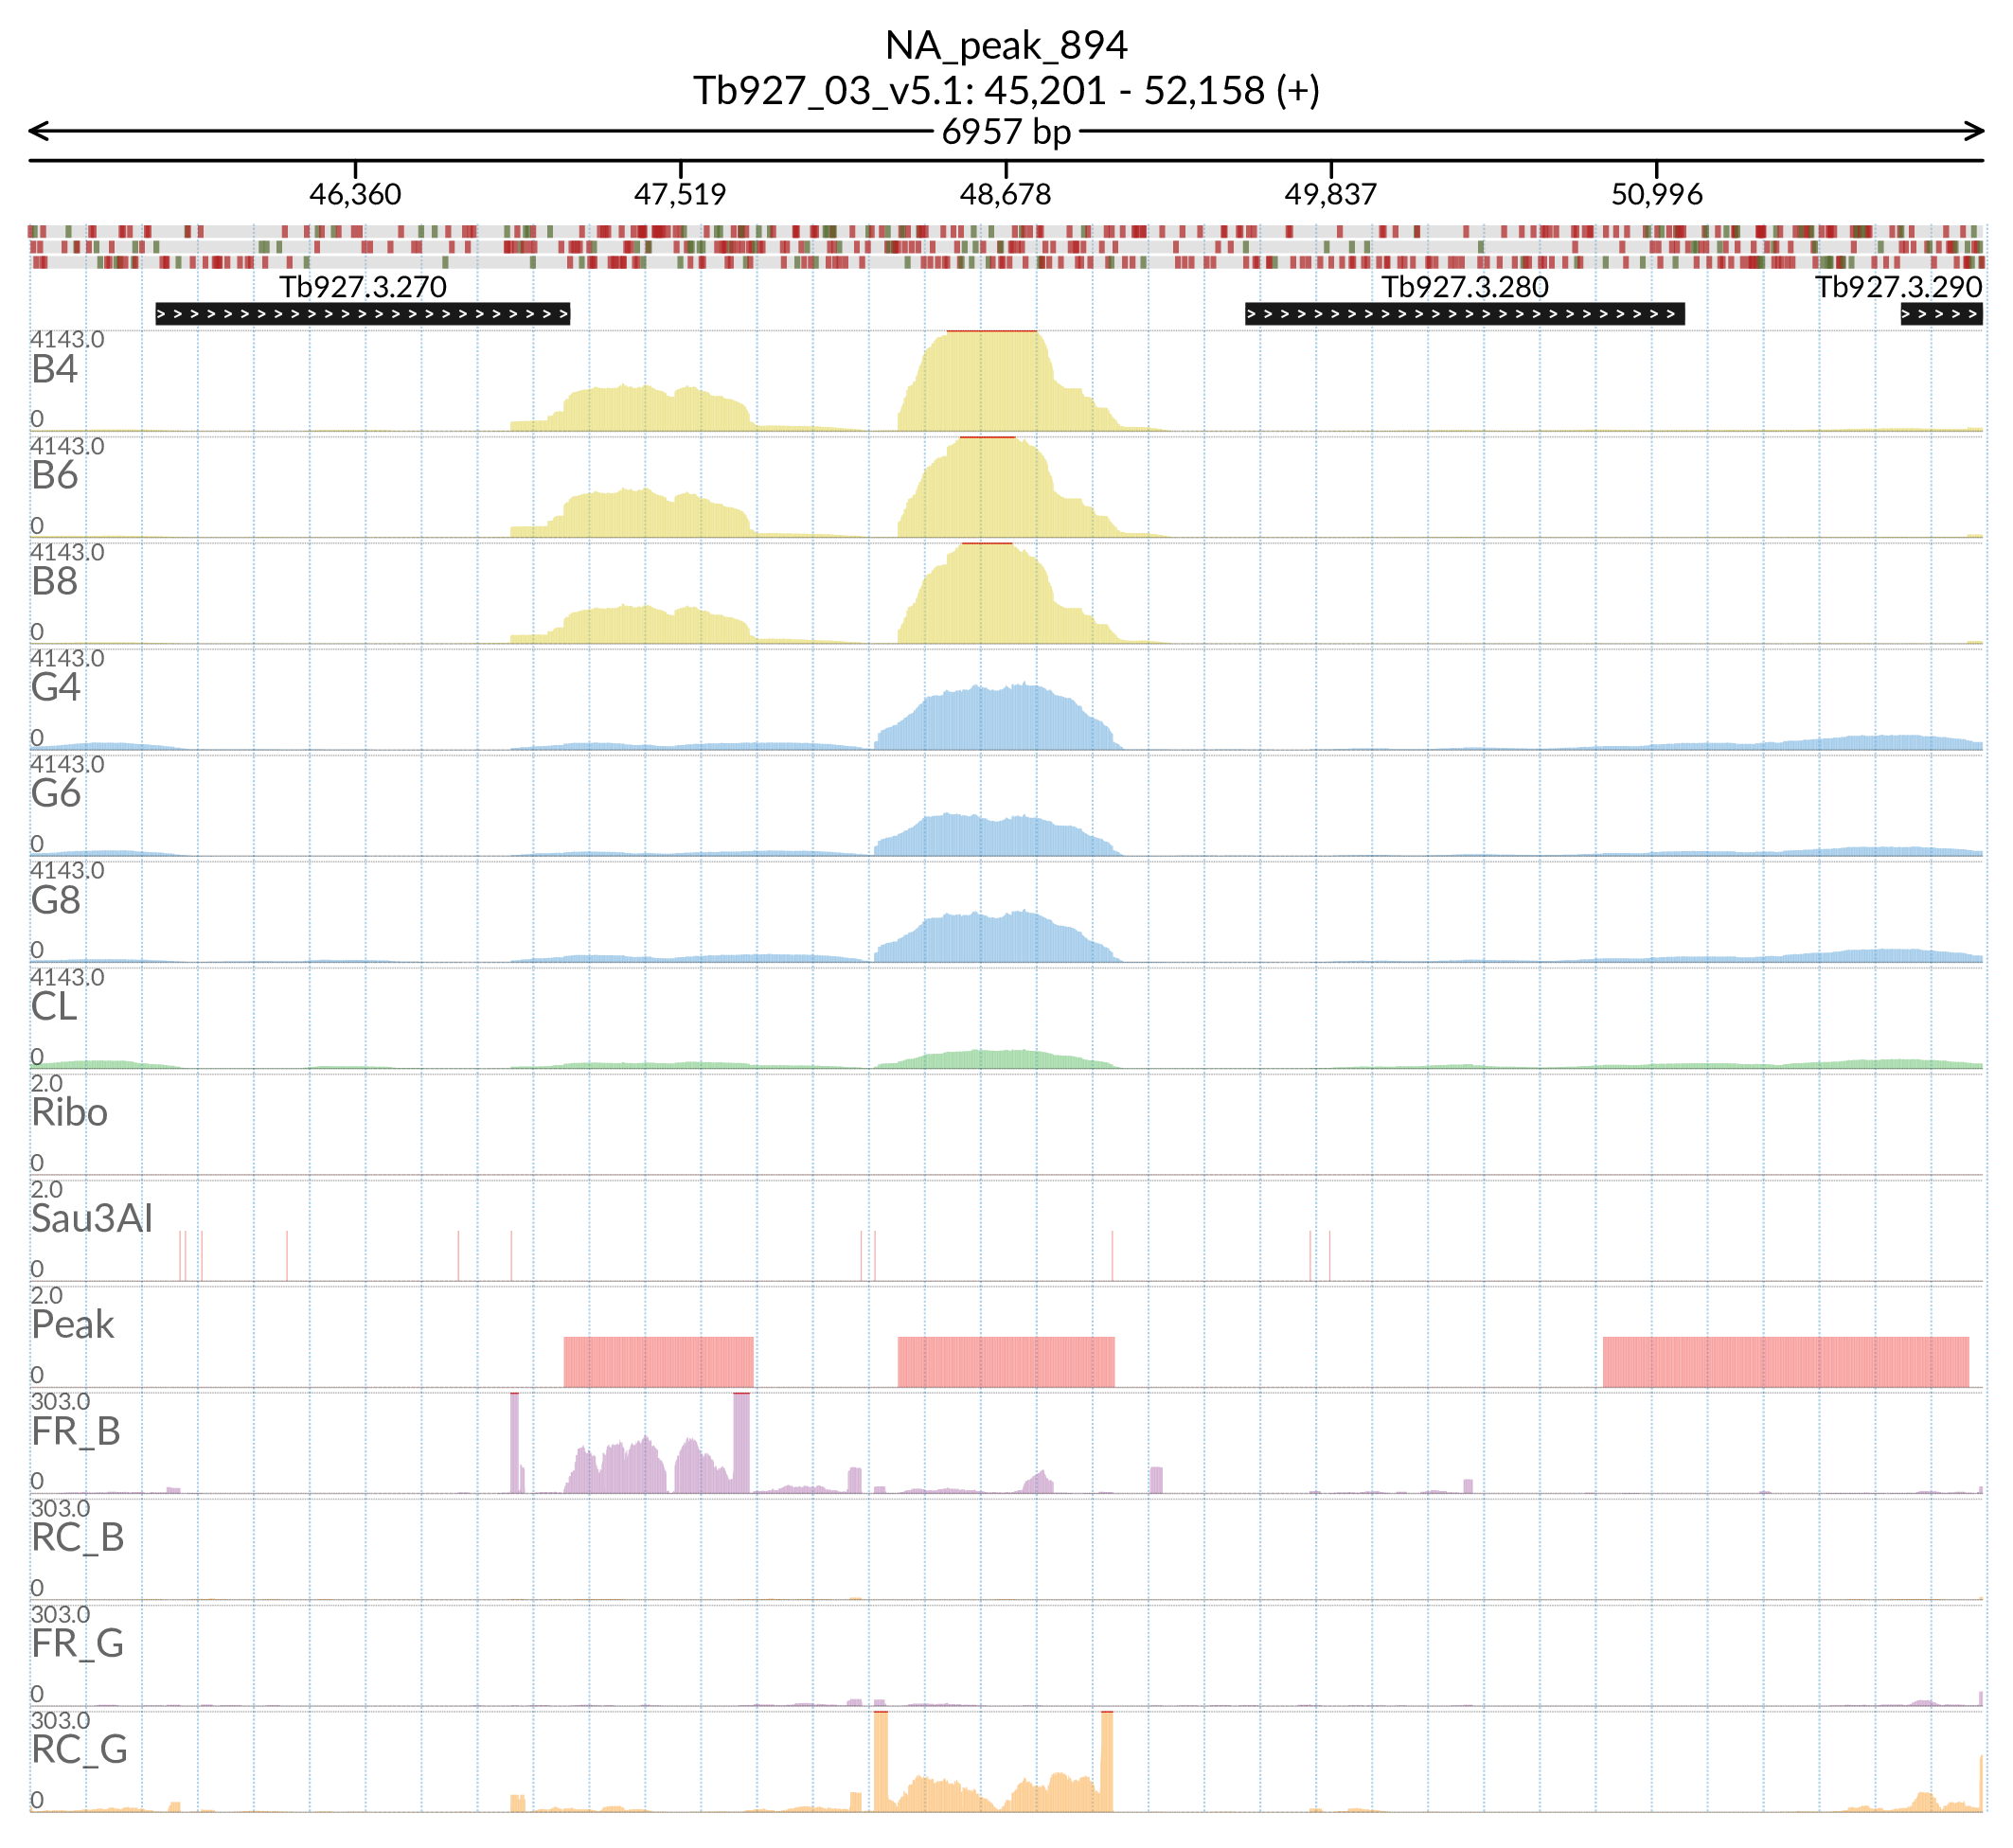 NA_peak_894
Tb927_03_v5.1: 45,201 - 52,158 (+)
6957 bp
46,360 47,519 48,678 49,837 50,996
Tb927.3.270 Tb927.3.280 Tb927.3.290
4143.0
B4
0
4143.0
B6
0
4143.0
B8
0
4143.0
G4
0
4143.0
G6
0
4143.0
G8
0
4143.0
CL
0
2.0
Ribo
0
2.0
Sau3AI
0
2.0
Peak
0
303.0
FR_B
0
303.0
RC_B
0
303.0
FR_G
0
303.0
RC_G
0